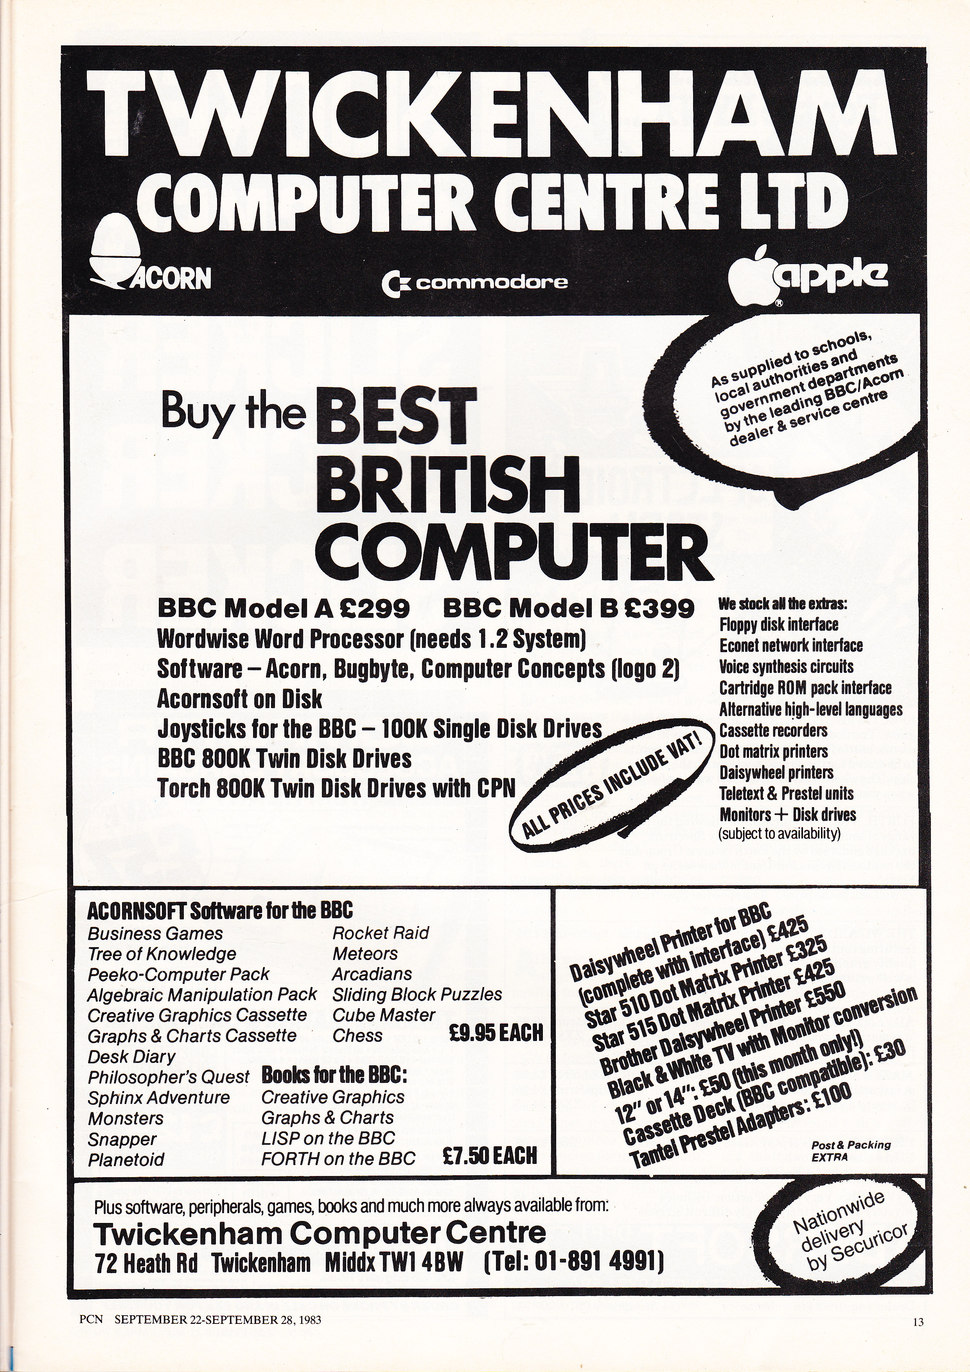 TWICKENHAM
COMPUTER CENTRE LTD
ACORN
commodore
apple
As supplied to schools,
local authorities and
government departments
by the leading BBC/Acorn
dealer & service centre
Buy the BEST
BRITISH
COMPUTER
BBC Model A £299 BBC Model B £399
Wordwise Word Processor (needs 1.2 System)
Software – Acorn, Bugbyte, Computer Concepts (logo 2)
Acornsoft on Disk
Joysticks for the BBC – 100K Single Disk Drives
BBC 800K Twin Disk Drives
Torch 800K Twin Disk Drives with CPN
ALL PRICES INCLUDE VAT!
We stock all the extras:
Floppy disk interface
Econet network interface
Voice synthesis circuits
Cartridge ROM pack interface
Alternative high-level languages
Cassette recorders
Dot matrix printers
Daisywheel printers
Teletext & Prestel units
Monitors + Disk drives
(subject to availability)
ACORNSOFT Software for the BBC
Business Games
Tree of Knowledge
Peeko-Computer Pack
Algebraic Manipulation Pack
Creative Graphics Cassette
Graphs & Charts Cassette
Desk Diary
Philosopher's Quest
Sphinx Adventure
Monsters
Snapper
Planetoid
Rocket Raid
Meteors
Arcadians
Sliding Block Puzzles
Cube Master
Chess £9.95 EACH
Books for the BBC:
Creative Graphics
Graphs & Charts
LISP on the BBC
FORTH on the BBC £7.50 EACH
Daisywheel Printer for BBC
(complete with interface) £425
Star 510 Dot Matrix Printer £325
Star 515 Dot Matrix Printer £425
Brother Daisywheel Printer £550
Black & White TV with Monitor conversion
12" or 14": £50 (this month only!)
Cassette Deck (BBC compatible): £30
Tantel Prestel Adapters: £100
Post & Packing
EXTRA
Plus software, peripherals, games, books and much more always available from:
Twickenham Computer Centre
72 Heath Rd Twickenham Middx TW1 4BW (Tel: 01-891 4991)
Nationwide
delivery
by Securicor
PCN SEPTEMBER 22-SEPTEMBER 28, 1983
13